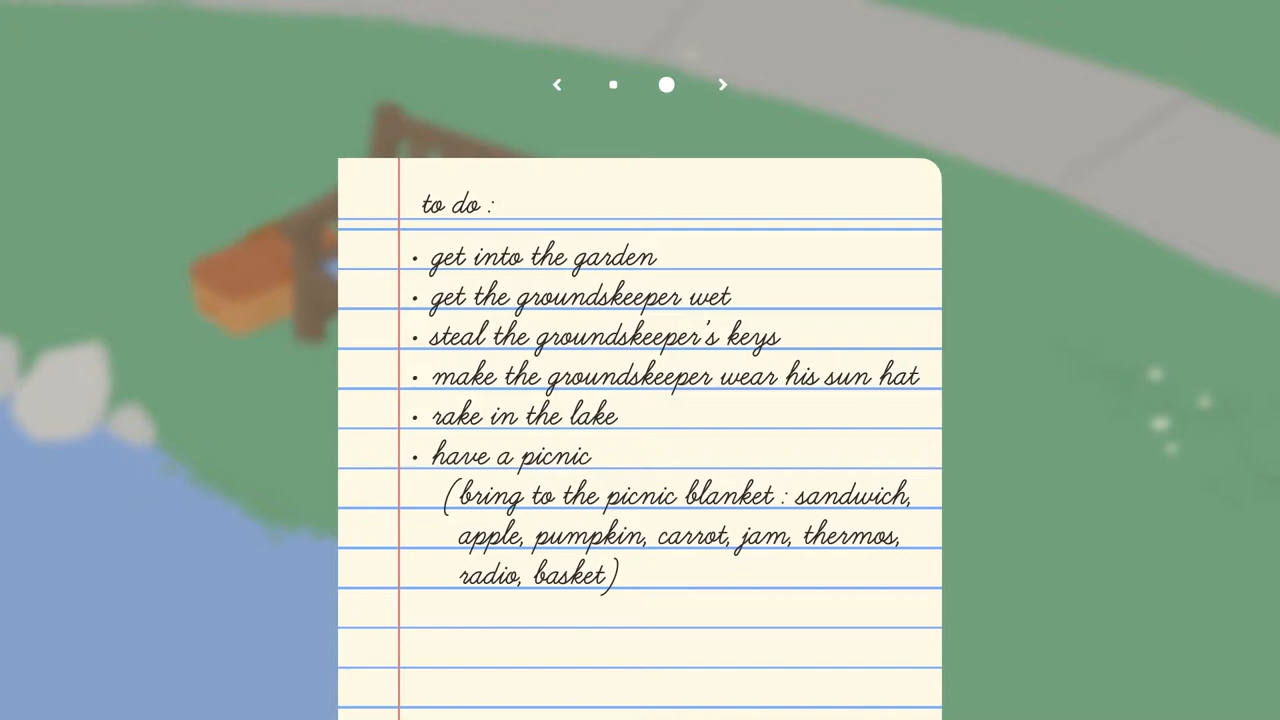 to do :
• get into the garden
• get the groundskeeper wet
• steal the groundskeeper's keys
• make the groundskeeper wear his sun hat
• rake in the lake
• have a picnic
(bring to the picnic blanket : sandwich,
apple, pumpkin, carrot, jam, thermos,
radio, basket)